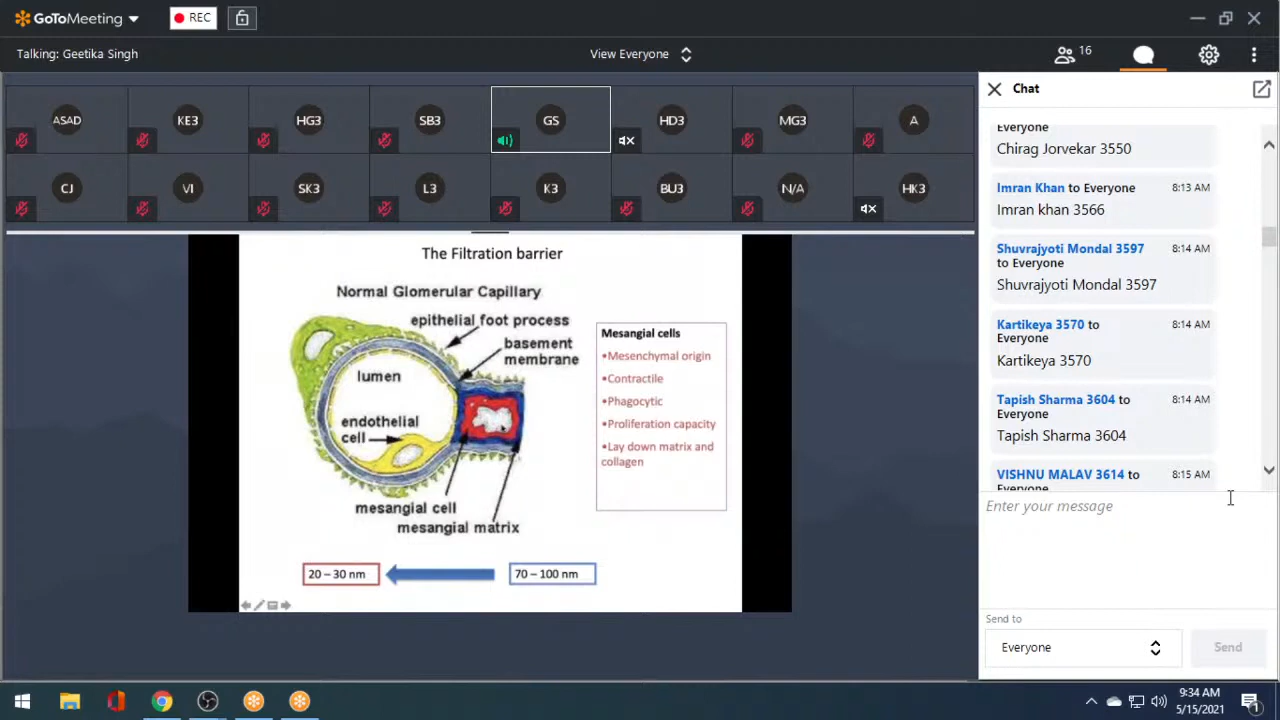 GoToMeeting
REC
Talking: Geetika Singh
View Everyone
16
ASAD
KE3
HG3
SB3
GS
HD3
MG3
A
CJ
VI
SK3
L3
K3
BU3
N/A
HK3
The Filtration barrier
Normal Glomerular Capillary
epithelial foot process
basement
membrane
lumen
endothelial
cell
mesangial cell
mesangial matrix
Mesangial cells
•Mesenchymal origin
•Contractile
•Phagocytic
•Proliferation capacity
•Lay down matrix and
collagen
20 – 30 nm
70 – 100 nm
Chat
Everyone
Chirag Jorvekar 3550
Imran Khan to Everyone 8:13 AM
Imran khan 3566
Shuvrajyoti Mondal 3597 8:14 AM
to Everyone
Shuvrajyoti Mondal 3597
Kartikeya 3570 to 8:14 AM
Everyone
Kartikeya 3570
Tapish Sharma 3604 to 8:14 AM
Everyone
Tapish Sharma 3604
VISHNU MALAV 3614 to 8:15 AM
Everyone
Enter your message
Send to
Everyone
Send
9:34 AM
5/15/2021
1